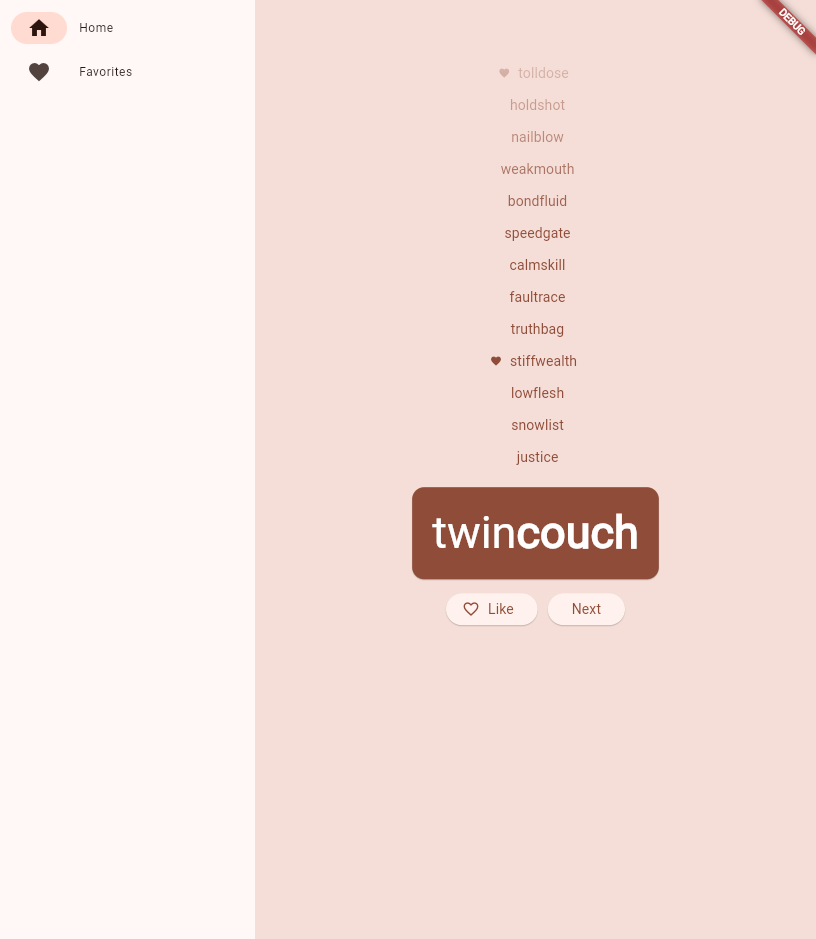 Home
Favorites
DEBUG
tolldose
holdshot
nailblow
weakmouth
bondfluid
speedgate
calmskill
faultrace
truthbag
stiffwealth
lowflesh
snowlist
justice
twincouch
Like
Next